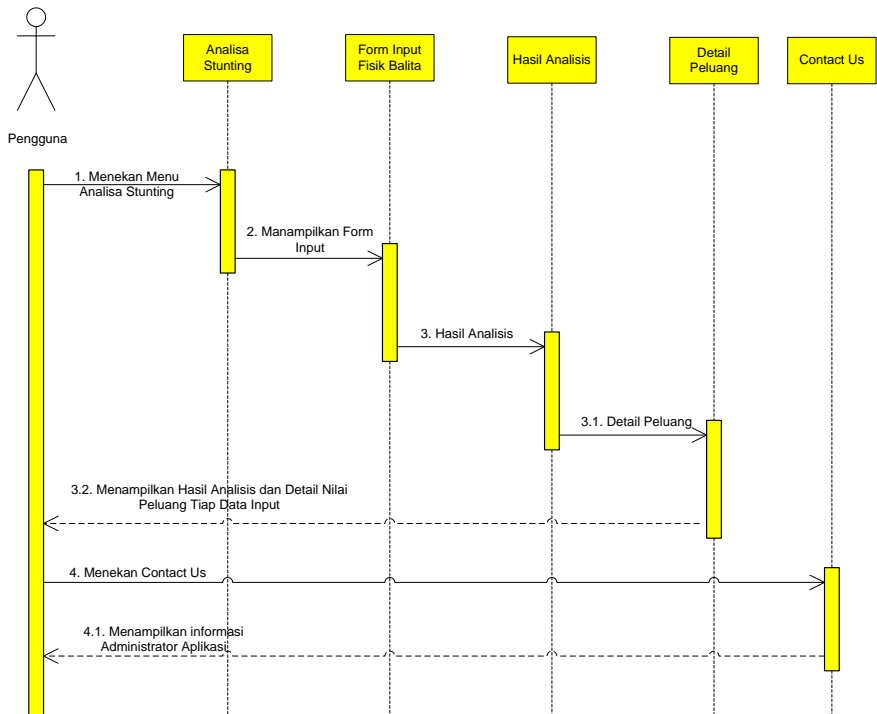 Analisa
Stunting
Form Input
Fisik Balita
Hasil Analisis
Detail
Peluang
Contact Us
Pengguna
1. Menekan Menu
Analisa Stunting
2. Manampilkan Form
Input
3. Hasil Analisis
3.1. Detail Peluang
3.2. Menampilkan Hasil Analisis dan Detail Nilai
Peluang Tiap Data Input
4. Menekan Contact Us
4.1. Menampilkan informasi
Administrator Aplikasi